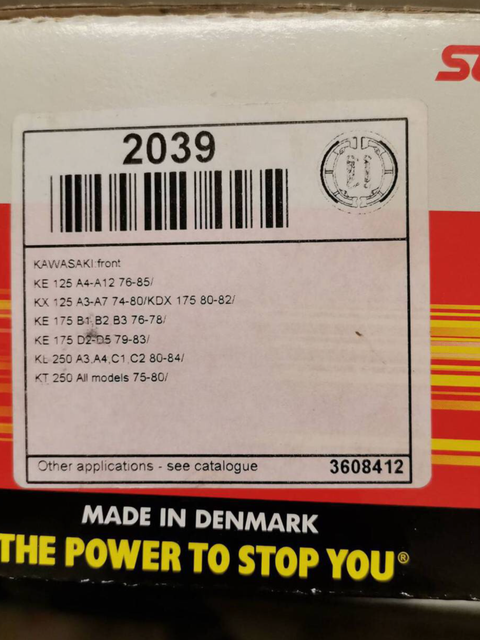 2039
KAWASAKI:front
KE 125 A4-A12 76-85/
KX 125 A3-A7 74-80/KDX 175 80-82/
KE 175 B1 B2 B3 76-78/
KE 175 D2-D5 79-83/
KL 250 A3,A4,C1 C2 80-84/
KT 250 All models 75-80/
Other applications - see catalogue 3608412
MADE IN DENMARK
THE POWER TO STOP YOU®